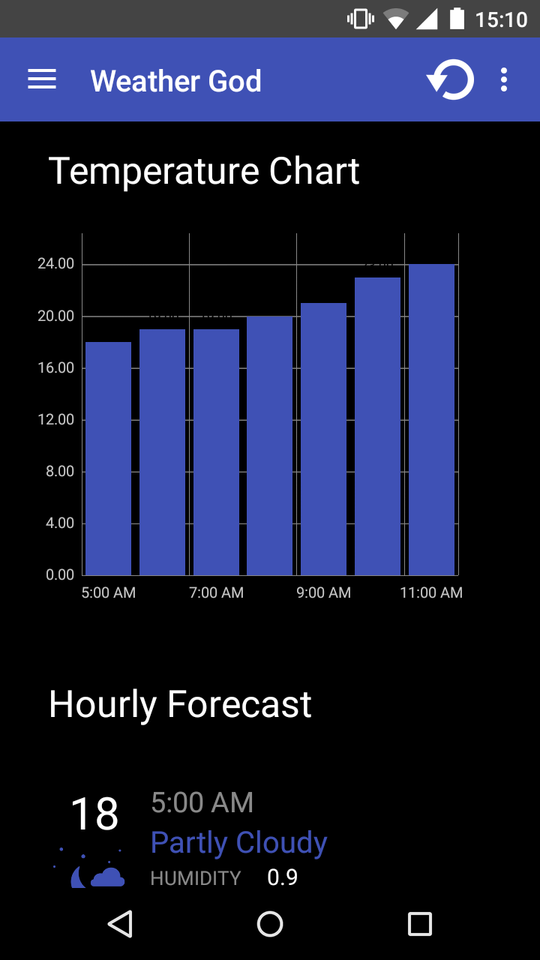 15:10
Weather God
Temperature Chart
24.00
20.00
16.00
12.00
8.00
4.00
0.00
5:00 AM 7:00 AM 9:00 AM 11:00 AM
Hourly Forecast
18
5:00 AM
Partly Cloudy
HUMIDITY 0.9